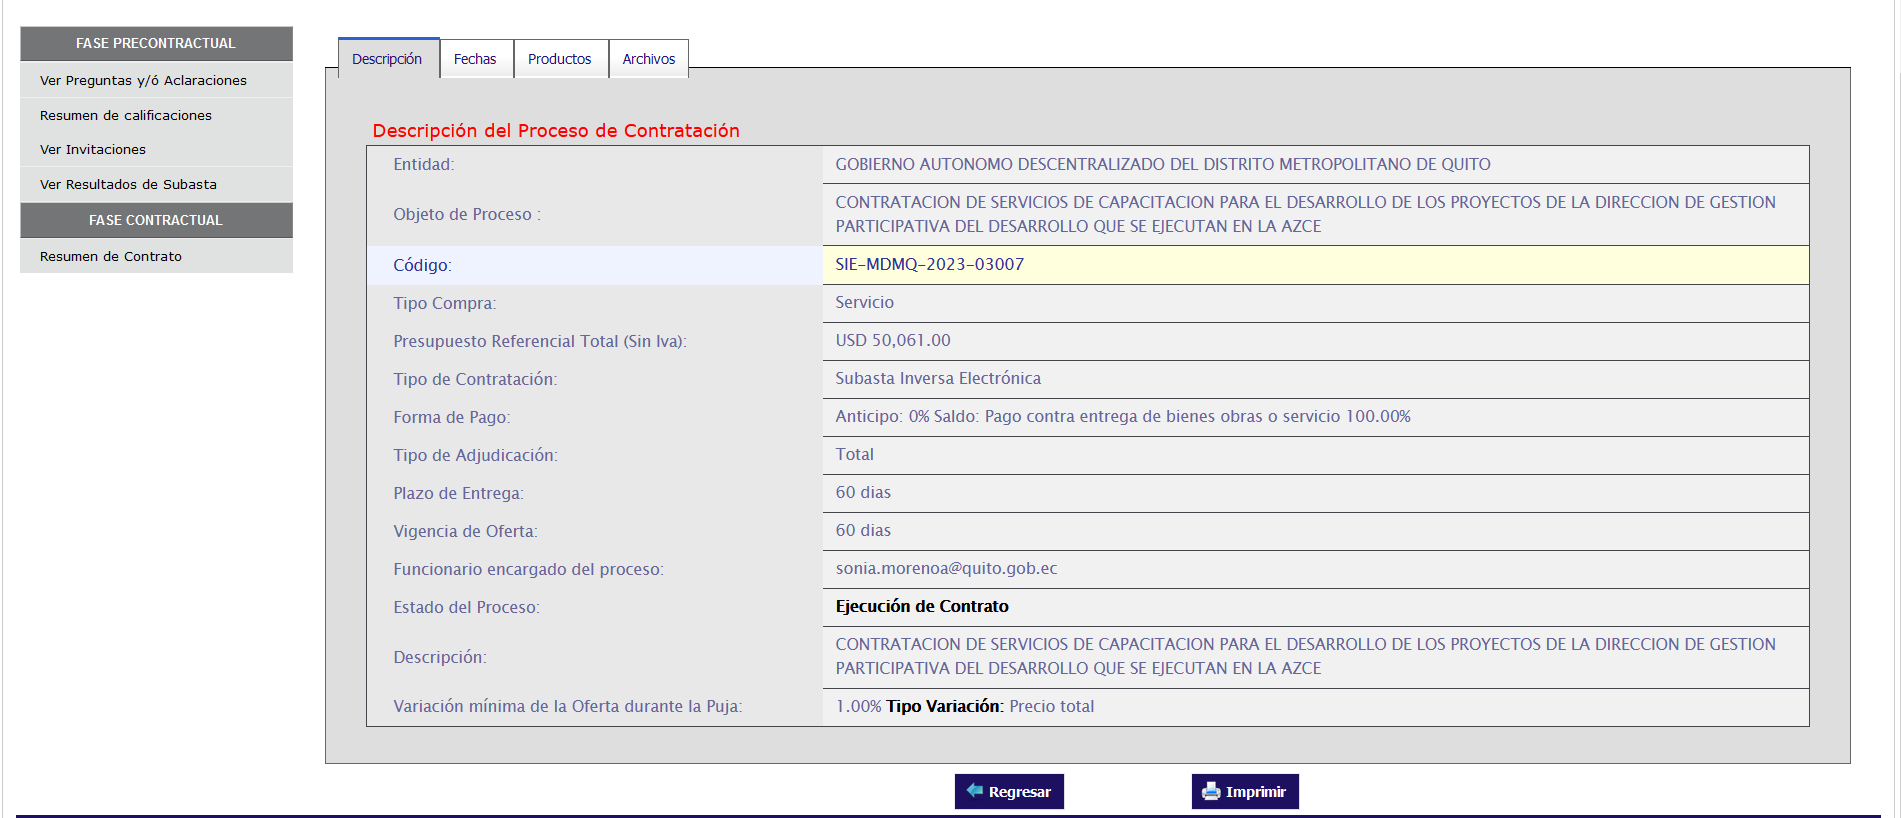 FASE PRECONTRACTUAL
Ver Preguntas y/ó Aclaraciones
Resumen de calificaciones
Ver Invitaciones
Ver Resultados de Subasta
FASE CONTRACTUAL
Resumen de Contrato
Descripción
Fechas
Productos
Archivos
Descripción del Proceso de Contratación
Entidad: GOBIERNO AUTONOMO DESCENTRALIZADO DEL DISTRITO METROPOLITANO DE QUITO
Objeto de Proceso : CONTRATACION DE SERVICIOS DE CAPACITACION PARA EL DESARROLLO DE LOS PROYECTOS DE LA DIRECCION DE GESTION
PARTICIPATIVA DEL DESARROLLO QUE SE EJECUTAN EN LA AZCE
Código: SIE-MDMQ-2023-03007
Tipo Compra: Servicio
Presupuesto Referencial Total (Sin Iva): USD 50,061.00
Tipo de Contratación: Subasta Inversa Electrónica
Forma de Pago: Anticipo: 0% Saldo: Pago contra entrega de bienes obras o servicio 100.00%
Tipo de Adjudicación: Total
Plazo de Entrega: 60 dias
Vigencia de Oferta: 60 dias
Funcionario encargado del proceso: sonia.morenoa@quito.gob.ec
Estado del Proceso: Ejecución de Contrato
Descripción: CONTRATACION DE SERVICIOS DE CAPACITACION PARA EL DESARROLLO DE LOS PROYECTOS DE LA DIRECCION DE GESTION
PARTICIPATIVA DEL DESARROLLO QUE SE EJECUTAN EN LA AZCE
Variación mínima de la Oferta durante la Puja: 1.00% Tipo Variación: Precio total
Regresar
Imprimir